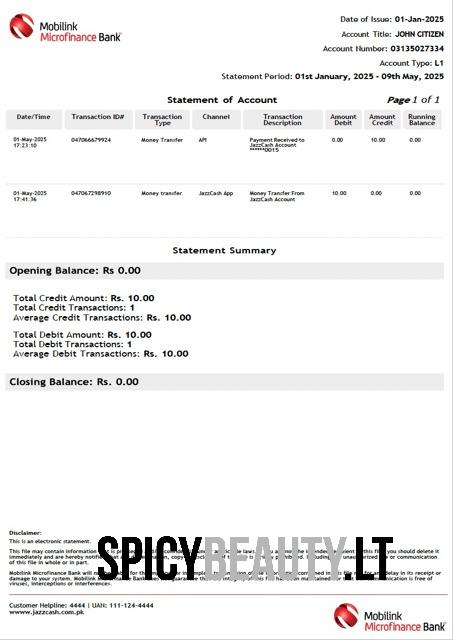 Mobilink
Microfinance Bank
Date of Issue: 01-Jan-2025
Account Title: JOHN CITIZEN
Account Number: 03135027334
Account Type: L1
Statement Period: 01st January, 2025 - 09th May, 2025
Statement of Account
Page 1 of 1
Date/Time Transaction ID# Transaction Type Channel Transaction Description Amount Debit Amount Credit Running Balance
01-May-2025 17:23:10 047066679924 Money Transfer API Payment Received to JazzCash Account ******0015 0.00 10.00 0.00
01-May-2025 17:41:36 047067298910 Money transfer JazzCash App Money Transfer From JazzCash Account 10.00 0.00 0.00
Statement Summary
Opening Balance: Rs 0.00
Total Credit Amount: Rs. 10.00
Total Credit Transactions: 1
Average Credit Transactions: Rs. 10.00
Total Debit Amount: Rs. 10.00
Total Debit Transactions: 1
Average Debit Transactions: Rs. 10.00
Closing Balance: Rs. 0.00
Disclaimer:
This is an electronic statement.
This file may contain information that is
if you should delete it
immediately and are hereby notified that
of this file in whole or in part.
Mobilink Microfinance Bank
delay in its receipt or
damage to your system. Mobilink
communication is free of
viruses, interceptions or interferences.
SPICYBEAUTY.LT
Customer Helpline: 4444 | UAN: 111-124-4444
www.jazzcash.com.pk
Mobilink
Microfinance Bank